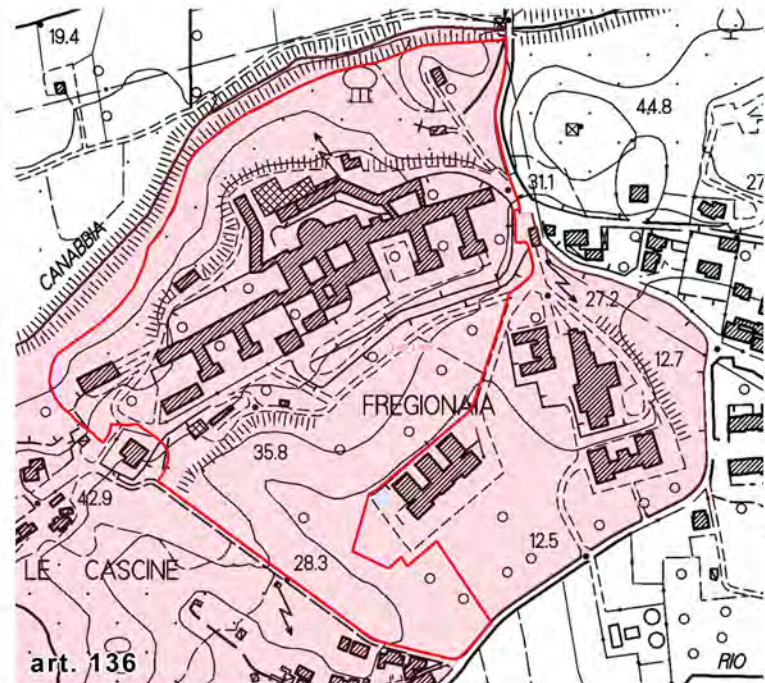 19.4
44.8
27
31.1
CANABBIA
27.2
12.7
FREGIONAIA
35.8
42.9
12.5
28.3
LE CASCINE
art. 136
RIO